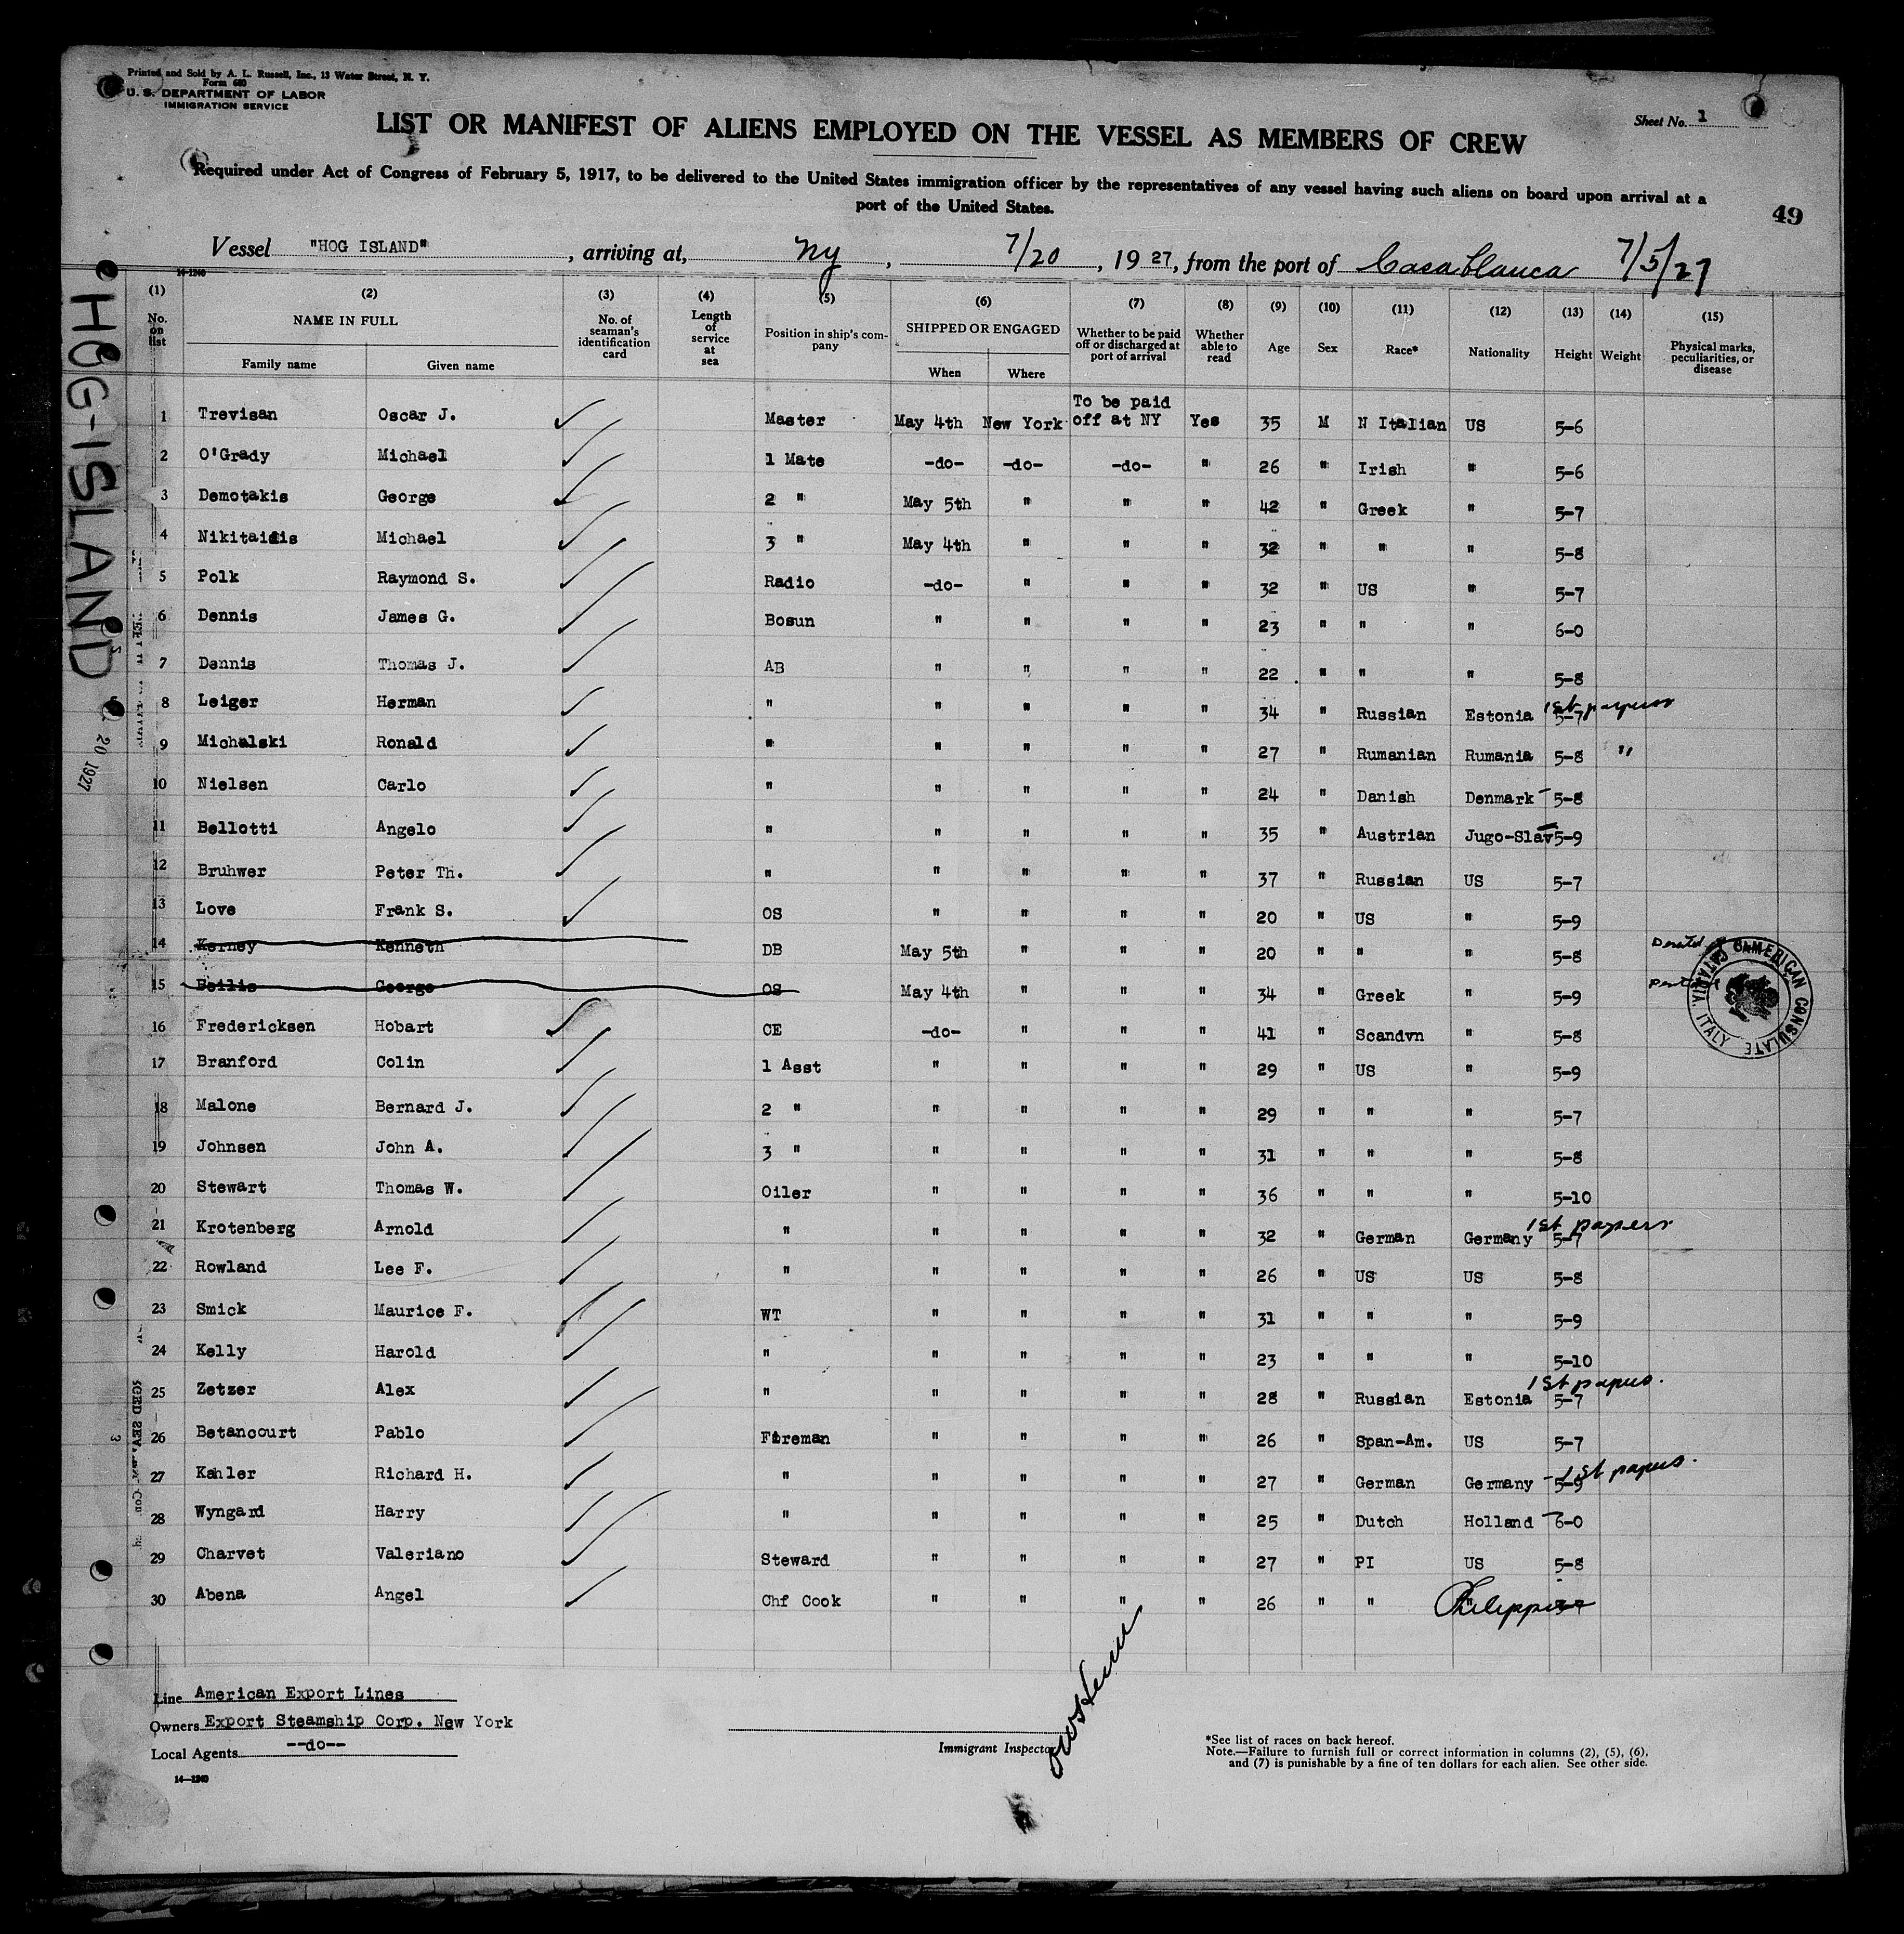 Printed and Sold by A. L. Russell, Inc., 13 Water Street, N. Y.
Form 680
U. S. DEPARTMENT OF LABOR
IMMIGRATION SERVICE
Sheet No. 1
LIST OR MANIFEST OF ALIENS EMPLOYED ON THE VESSEL AS MEMBERS OF CREW
Required under Act of Congress of February 5, 1917, to be delivered to the United States immigration officer by the representatives of any vessel having such aliens on board upon arrival at a
port of the United States.
49
Vessel "HOG ISLAND", arriving at, Ny, 7/20, 1927, from the port of Casablanca 7/5/27
14-1240
HOG-ISLAND
20 1927
(1) (2) (3) (4) (5) (6) (7) (8) (9) (10) (11) (12) (13) (14) (15)
No. on list
NAME IN FULL
Family name Given name
No. of seaman's identification card
Length of service at sea
Position in ship's company
SHIPPED OR ENGAGED
When Where
Whether to be paid off or discharged at port of arrival
Whether able to read
Age Sex Race* Nationality Height Weight
Physical marks, peculiarities, or disease
1 Trevisan Oscar J. Master May 4th New York To be paid off at NY Yes 35 M N Italian US 5-6
2 O'Grady Michael 1 Mate -do- -do- -do- " 26 " Irish " 5-6
3 Demotakis George 2 " May 5th " " " 42 " Greek " 5-7
4 Nikitaidis Michael 3 " May 4th " " " 32 " " " 5-8
5 Polk Raymond S. Radio -do- " " " 32 " US " 5-7
6 Dennis James G. Bosun " " " " 23 " " " 6-0
7 Dennis Thomas J. AB " " " " 22 " " " 5-8
8 Leiger Herman " " " " " 34 " Russian Estonia 5-7 1st papers
9 Michalski Ronald " " " " " 27 " Rumanian Rumania 5-8 "
10 Nielsen Carlo " " " " " 24 " Danish Denmark 5-8
11 Bellotti Angelo " " " " " 35 " Austrian Jugo-Slav 5-9
12 Bruhwer Peter Th. " " " " " 37 " Russian US 5-7
13 Love Frank S. OS " " " " 20 " US " 5-9
14 Kerney Kenneth DB May 5th " " " 20 " " " 5-8
15 Beilis George OS May 4th " " " 34 " Greek " 5-9
AMERICAN CONSULATE CATANIA, ITALY
16 Fredericksen Hobart CE -do- " " " 41 " Scandvn " 5-8
17 Branford Colin 1 Asst " " " " 29 " US " 5-9
18 Malone Bernard J. 2 " " " " " 29 " " " 5-7
19 Johnsen John A. 3 " " " " " 31 " " " 5-8
20 Stewart Thomas W. Oiler " " " " 36 " " " 5-10
21 Krotenberg Arnold " " " " " 32 " German Germany 5-7 1st papers
22 Rowland Lee F. " " " " " 26 " US US 5-8
23 Smick Maurice F. WT " " " " 31 " " " 5-9
24 Kelly Harold " " " " " 23 " " " 5-10
25 Zetzer Alex " " " " " 28 " Russian Estonia 5-7 1st papers.
26 Betancourt Pablo Fireman " " " " 26 " Span-Am. US 5-7
27 Kahler Richard H. " " " " " 27 " German Germany 5-9 1st papers.
28 Wyngard Harry " " " " " 25 " Dutch Holland 6-0
29 Charvet Valeriano Steward " " " " 27 " PI US 5-8
30 Abena Angel Chf Cook " " " " 26 " " Philippine
Line American Export Lines
Owners Export Steamship Corp. New York
Local Agents --do--
14-1240
Immigrant Inspector
*See list of races on back hereof.
Note.—Failure to furnish full or correct information in columns (2), (5), (6),
and (7) is punishable by a fine of ten dollars for each alien. See other side.